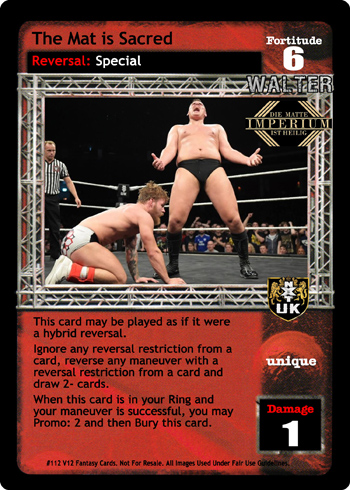 The Mat is Sacred
Fortitude
6
Reversal: Special
WALTER
DIE MATTE
IMPERIUM
IST HEILIG
NXT
UK
This card may be played as if it were
a hybrid reversal.
Ignore any reversal restriction from a
card, reverse any maneuver with a
reversal restriction from a card and
draw 2- cards.
When this card is in your Ring and
your maneuver is successful, you may
Promo: 2 and then Bury this card.
unique
Damage
1
#112 V12 Fantasy Cards. Not For Resale. All Images Used Under Fair Use Guidelines.